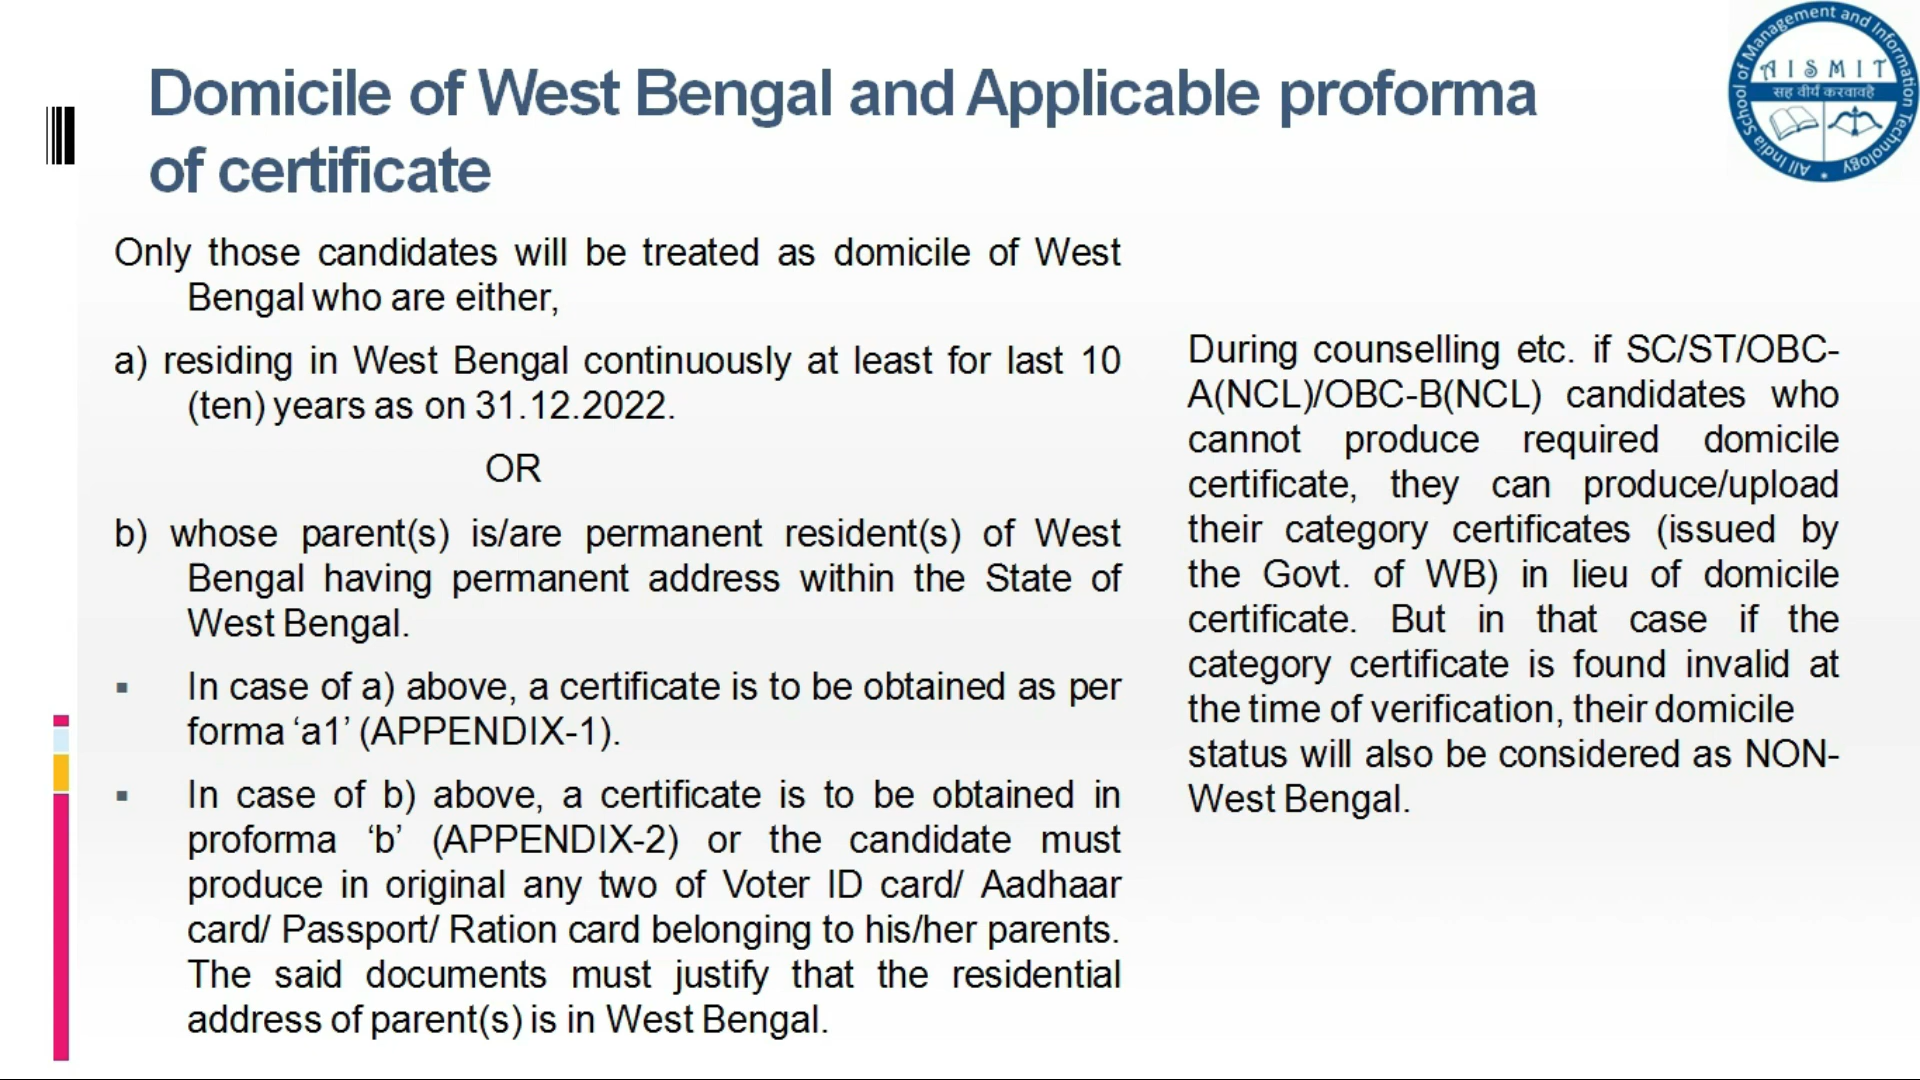 Domicile of West Bengal and Applicable proforma
of certificate
All India School of Management and Information Technology
AISMIT
सह वीर्यं करवावहै
Only those candidates will be treated as domicile of West
Bengal who are either,
a) residing in West Bengal continuously at least for last 10
(ten) years as on 31.12.2022.
OR
b) whose parent(s) is/are permanent resident(s) of West
Bengal having permanent address within the State of
West Bengal.
▪ In case of a) above, a certificate is to be obtained as per
forma ‘a1’ (APPENDIX-1).
▪ In case of b) above, a certificate is to be obtained in
proforma ‘b’ (APPENDIX-2) or the candidate must
produce in original any two of Voter ID card/ Aadhaar
card/ Passport/ Ration card belonging to his/her parents.
The said documents must justify that the residential
address of parent(s) is in West Bengal.
During counselling etc. if SC/ST/OBC-
A(NCL)/OBC-B(NCL) candidates who
cannot produce required domicile
certificate, they can produce/upload
their category certificates (issued by
the Govt. of WB) in lieu of domicile
certificate. But in that case if the
category certificate is found invalid at
the time of verification, their domicile
status will also be considered as NON-
West Bengal.